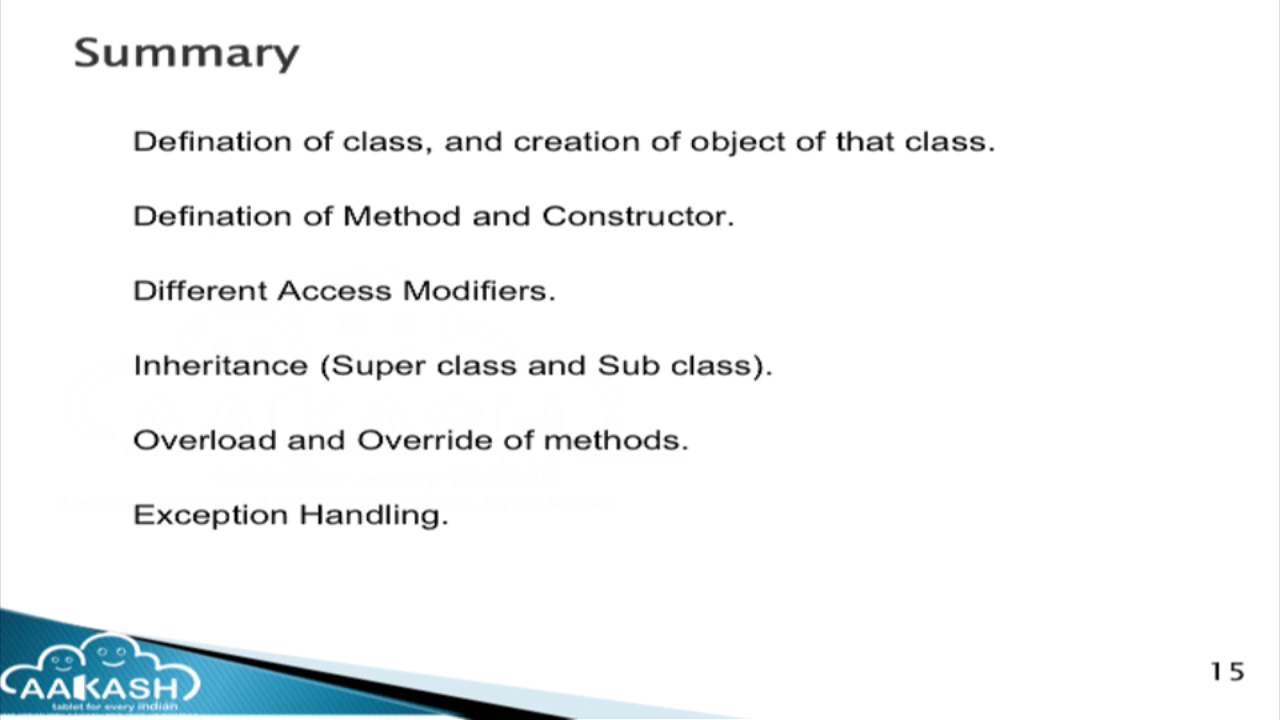 Summary
Defination of class, and creation of object of that class.
Defination of Method and Constructor.
Different Access Modifiers.
Inheritance (Super class and Sub class).
Overload and Override of methods.
Exception Handling.
AAKASH
tablet for every indian
15